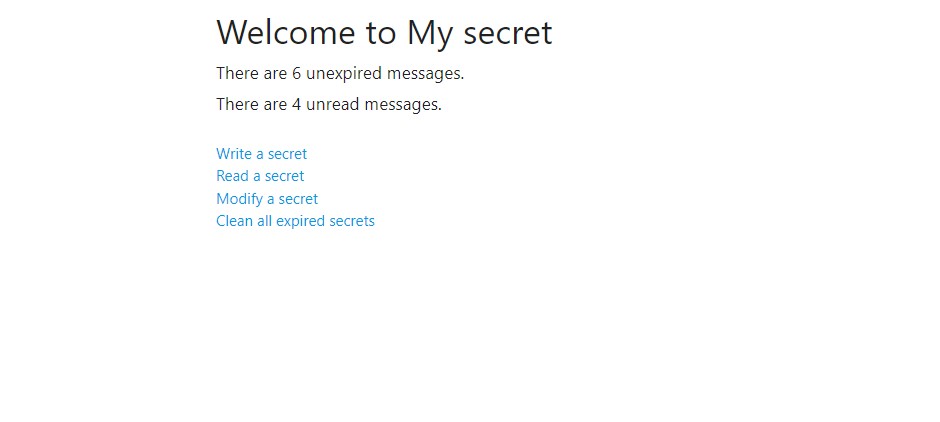 Welcome to My secret
There are 6 unexpired messages.
There are 4 unread messages.
Write a secret
Read a secret
Modify a secret
Clean all expired secrets